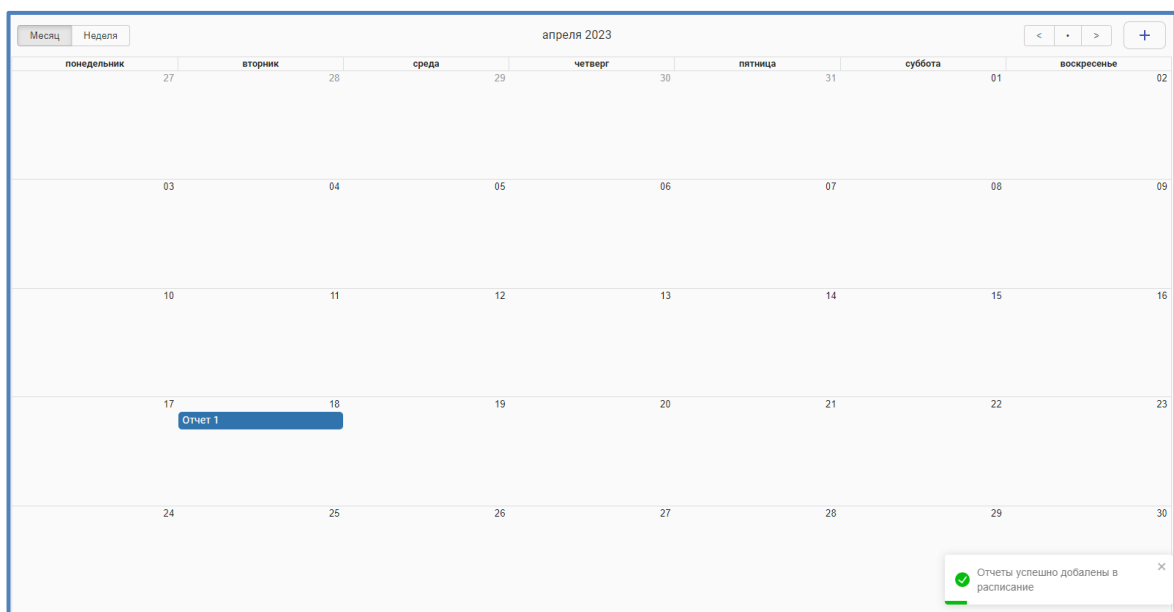 Месяц Неделя апреля 2023 < • > +
понедельник вторник среда четверг пятница суббота воскресенье
27 28 29 30 31 01 02
03 04 05 06 07 08 09
10 11 12 13 14 15 16
17 18 19 20 21 22 23
Отчет 1
24 25 26 27 28 29 30
Отчеты успешно добалены в
расписание